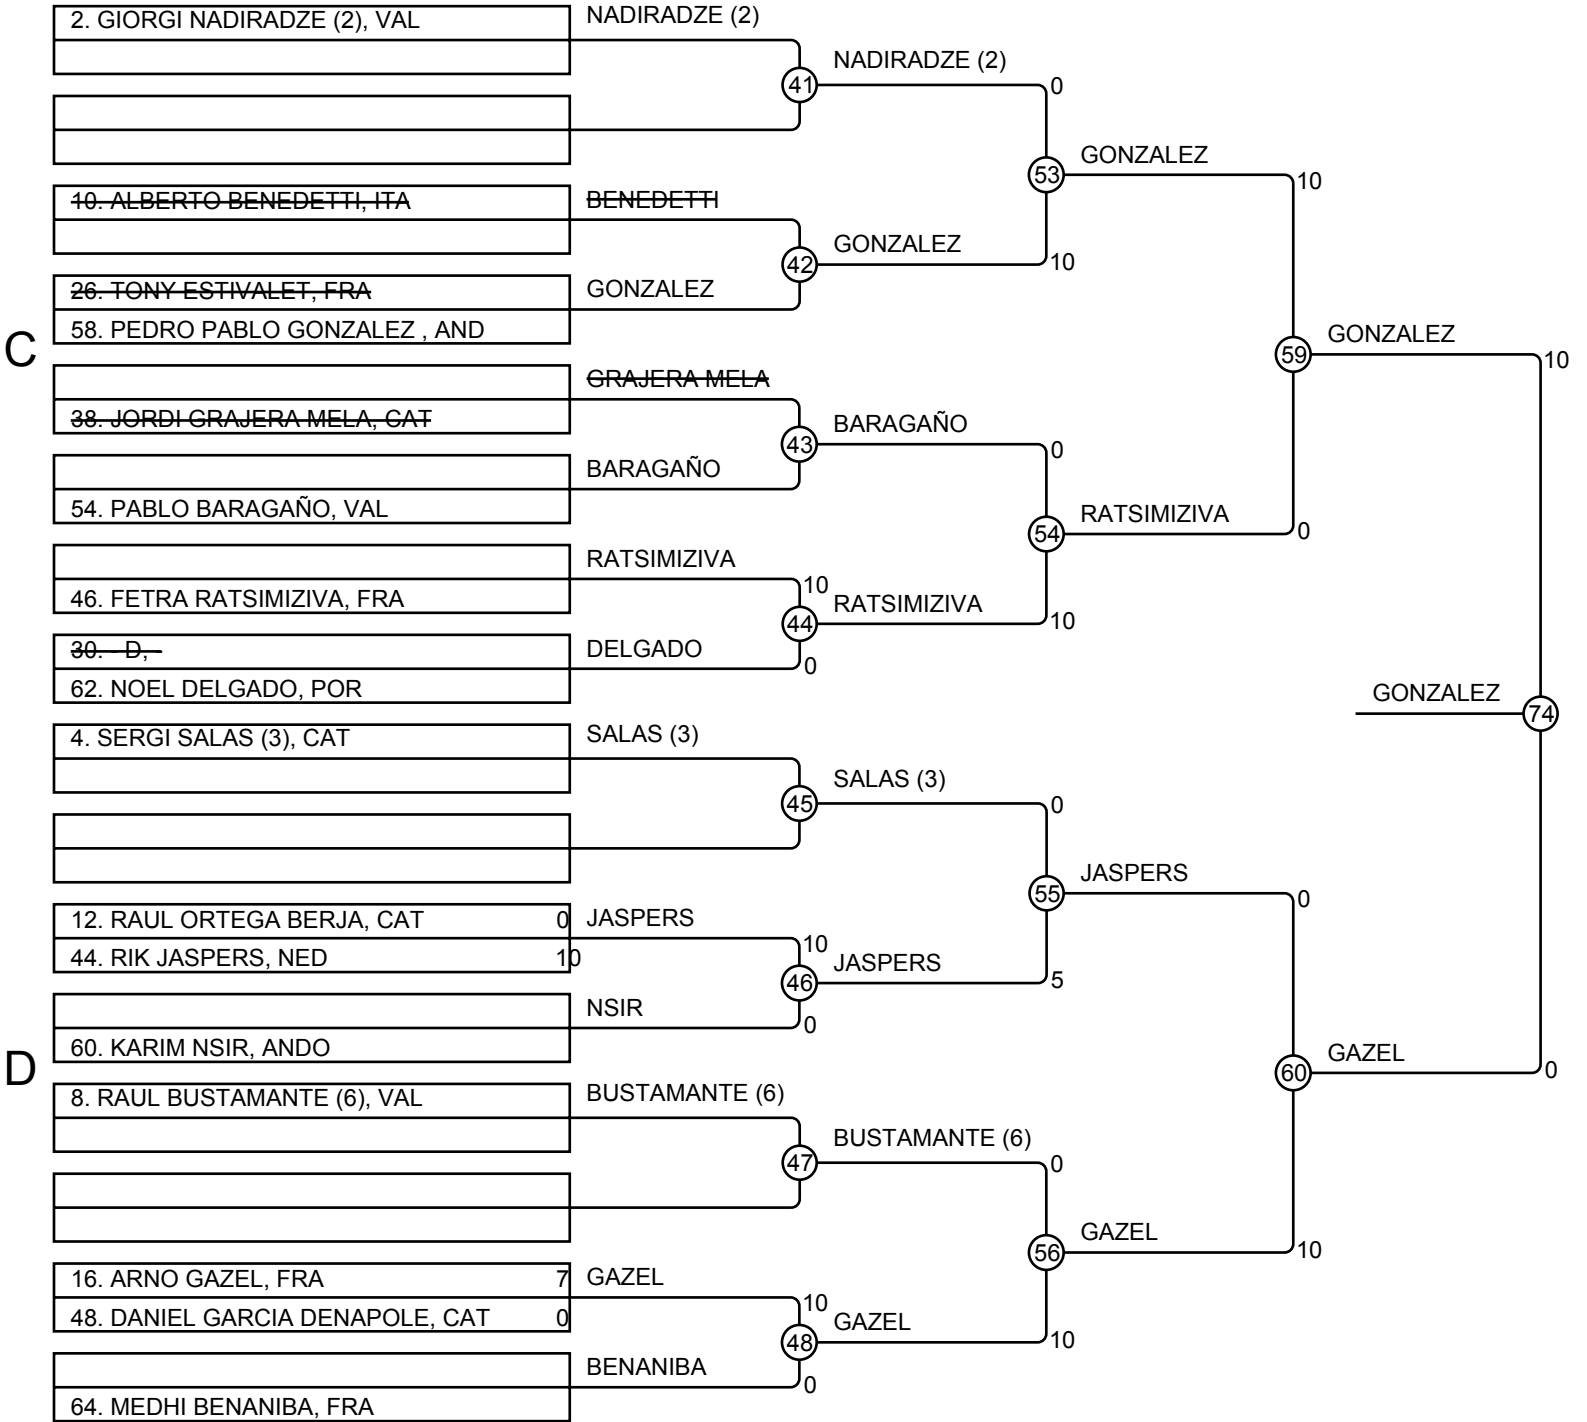 2. GIORGI NADIRADZE (2), VAL
NADIRADZE (2)
41
NADIRADZE (2)
0
10. ALBERTO BENEDETTI, ITA
BENEDETTI
53
GONZALEZ
10
42
GONZALEZ
10
26. TONY ESTIVALET, FRA
58. PEDRO PABLO GONZALEZ , AND
GONZALEZ
C
59
GONZALEZ
10
38. JORDI GRAJERA MELA, CAT
GRAJERA MELA
43
BARAGAÑO
0
54. PABLO BARAGAÑO, VAL
BARAGAÑO
54
RATSIMIZIVA
0
46. FETRA RATSIMIZIVA, FRA
RATSIMIZIVA
10
44
RATSIMIZIVA
10
30. - D, -
62. NOEL DELGADO, POR
DELGADO
0
GONZALEZ
74
4. SERGI SALAS (3), CAT
SALAS (3)
45
SALAS (3)
0
55
JASPERS
0
12. RAUL ORTEGA BERJA, CAT 0
44. RIK JASPERS, NED 10
JASPERS
10
46
JASPERS
5
60. KARIM NSIR, ANDO
NSIR
0
D
60
GAZEL
0
8. RAUL BUSTAMANTE (6), VAL
BUSTAMANTE (6)
47
BUSTAMANTE (6)
0
56
GAZEL
10
16. ARNO GAZEL, FRA 7
48. DANIEL GARCIA DENAPOLE, CAT 0
GAZEL
10
48
GAZEL
10
64. MEDHI BENANIBA, FRA
BENANIBA
0